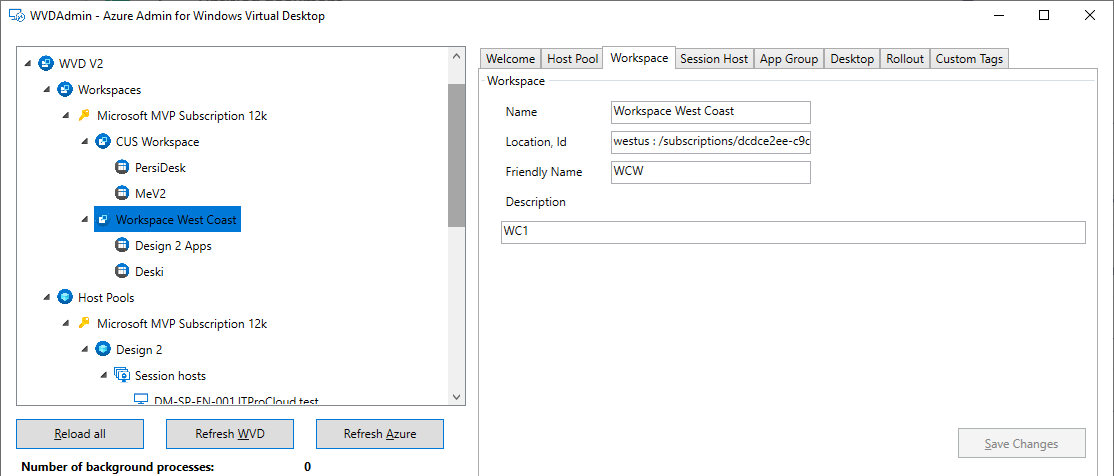 WVDAdmin - Azure Admin for Windows Virtual Desktop
WVD V2
Workspaces
Microsoft MVP Subscription 12k
CUS Workspace
PersiDesk
MeV2
Workspace West Coast
Design 2 Apps
Deski
Host Pools
Microsoft MVP Subscription 12k
Design 2
Session hosts
DM-SP-EN-001.ITProCloud.test
Reload all
Refresh WVD
Refresh Azure
Number of background processes: 0
Welcome
Host Pool
Workspace
Session Host
App Group
Desktop
Rollout
Custom Tags
Workspace
Name
Workspace West Coast
Location, Id
westus : /subscriptions/dcdce2ee-c9c
Friendly Name
WCW
Description
WC1
Save Changes